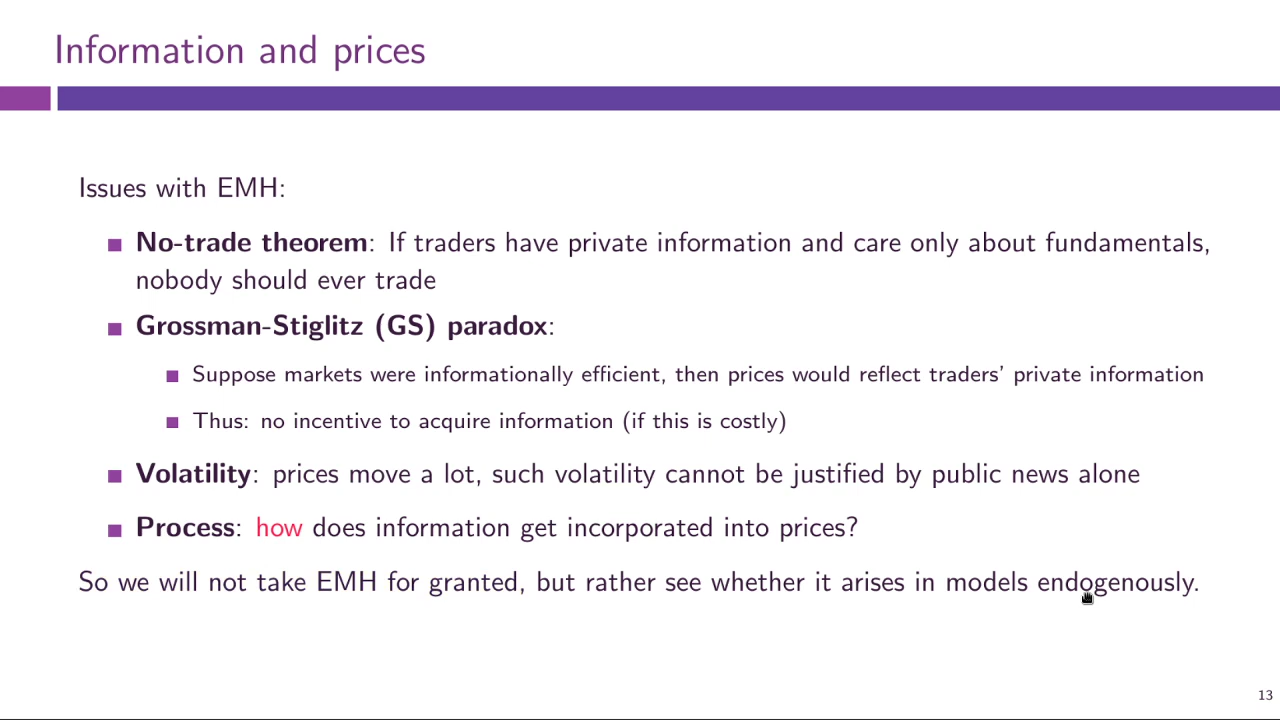 Information and prices
Issues with EMH:
No-trade theorem: If traders have private information and care only about fundamentals,
nobody should ever trade
Grossman-Stiglitz (GS) paradox:
Suppose markets were informationally efficient, then prices would reflect traders' private information
Thus: no incentive to acquire information (if this is costly)
Volatility: prices move a lot, such volatility cannot be justified by public news alone
Process: how does information get incorporated into prices?
So we will not take EMH for granted, but rather see whether it arises in models endogenously.
13